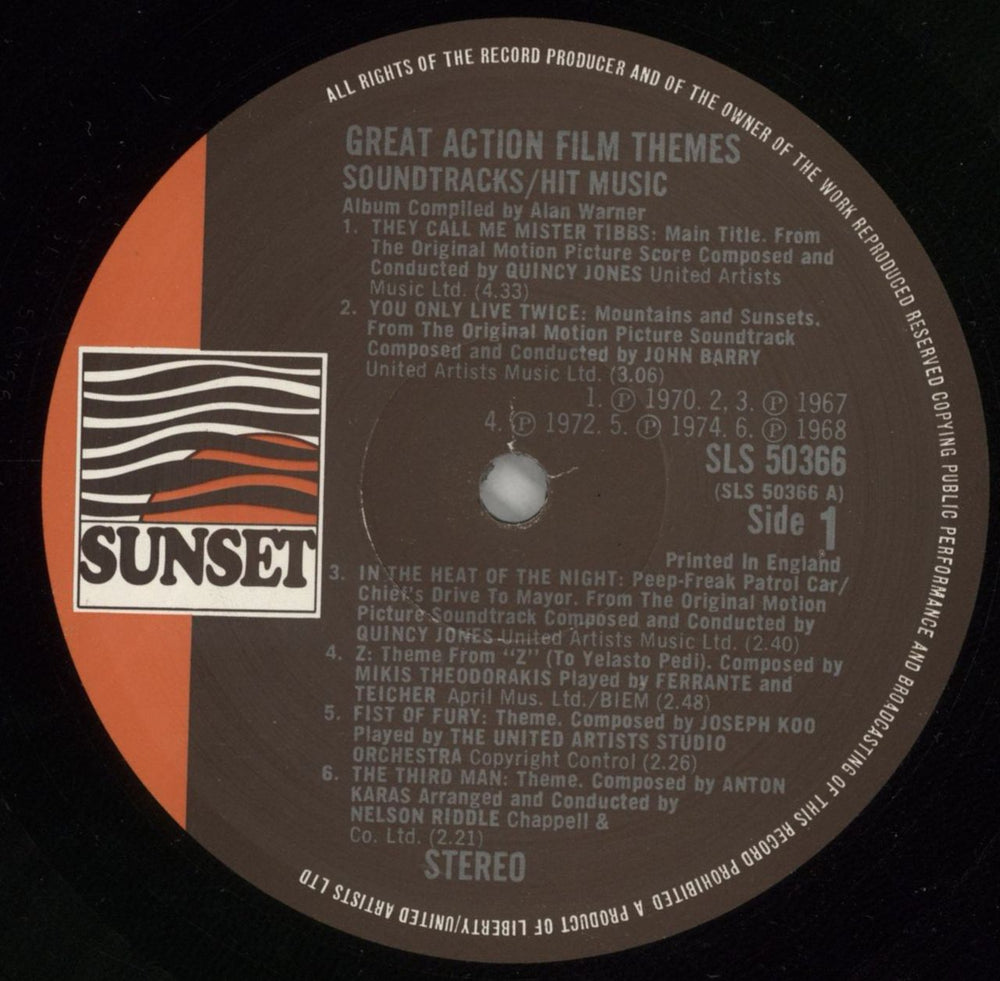 ALL RIGHTS OF THE RECORD PRODUCER AND OF THE OWNER OF THE WORK REPRODUCED RESERVED COPYING PUBLIC PERFORMANCE AND BROADCASTING OF THIS RECORD PROHIBITED A PRODUCT OF LIBERTY/UNITED ARTISTS LTD
GREAT ACTION FILM THEMES
SOUNDTRACKS/HIT MUSIC
Album Compiled by Alan Warner
1. THEY CALL ME MISTER TIBBS: Main Title. From
The Original Motion Picture Score Composed and
Conducted by QUINCY JONES United Artists
Music Ltd. (4.33)
2. YOU ONLY LIVE TWICE: Mountains and Sunsets.
From The Original Motion Picture Soundtrack
Composed and Conducted by JOHN BARRY
United Artists Music Ltd. (3.06)
1. Ⓟ 1970. 2, 3. Ⓟ 1967
4. Ⓟ 1972. 5. Ⓟ 1974. 6. Ⓟ 1968
SLS 50366
(SLS 50366 A)
Side 1
Printed In England
SUNSET
3. IN THE HEAT OF THE NIGHT: Peep-Freak Patrol Car/
Chief's Drive To Mayor. From The Original Motion
Picture Soundtrack Composed and Conducted by
QUINCY JONES United Artists Music Ltd. (2.40)
4. Z: Theme From "Z" (To Yelasto Pedi). Composed by
MIKIS THEODORAKIS Played by FERRANTE and
TEICHER April Mus. Ltd./BIEM (2.48)
5. FIST OF FURY: Theme. Composed by JOSEPH KOO
Played by THE UNITED ARTISTS STUDIO
ORCHESTRA Copyright Control (2.26)
6. THE THIRD MAN: Theme. Composed by ANTON
KARAS Arranged and Conducted by
NELSON RIDDLE Chappell &
Co. Ltd. (2.21)
STEREO